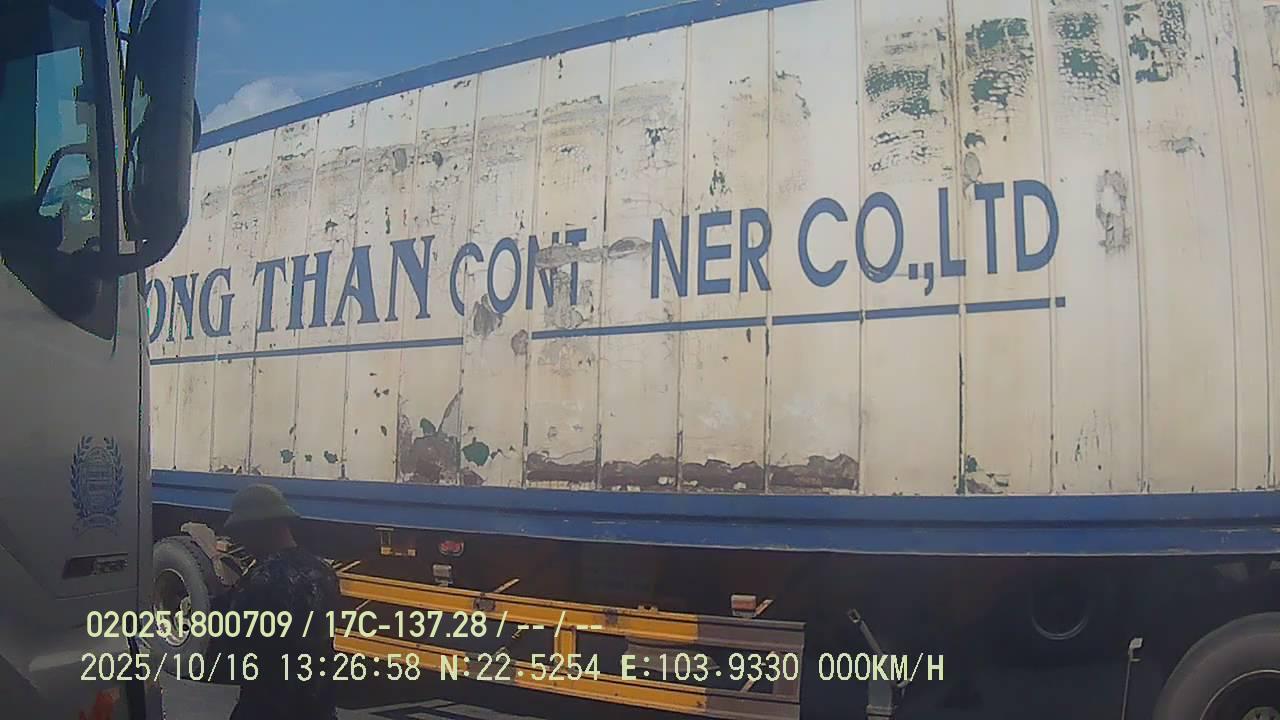 ONG THAN CONT NER CO.,LTD
020251800709 / 17C-137.28 / -- / --
2025/10/16 13:26:58 N:22.5254 E:103.9330 000KM/H